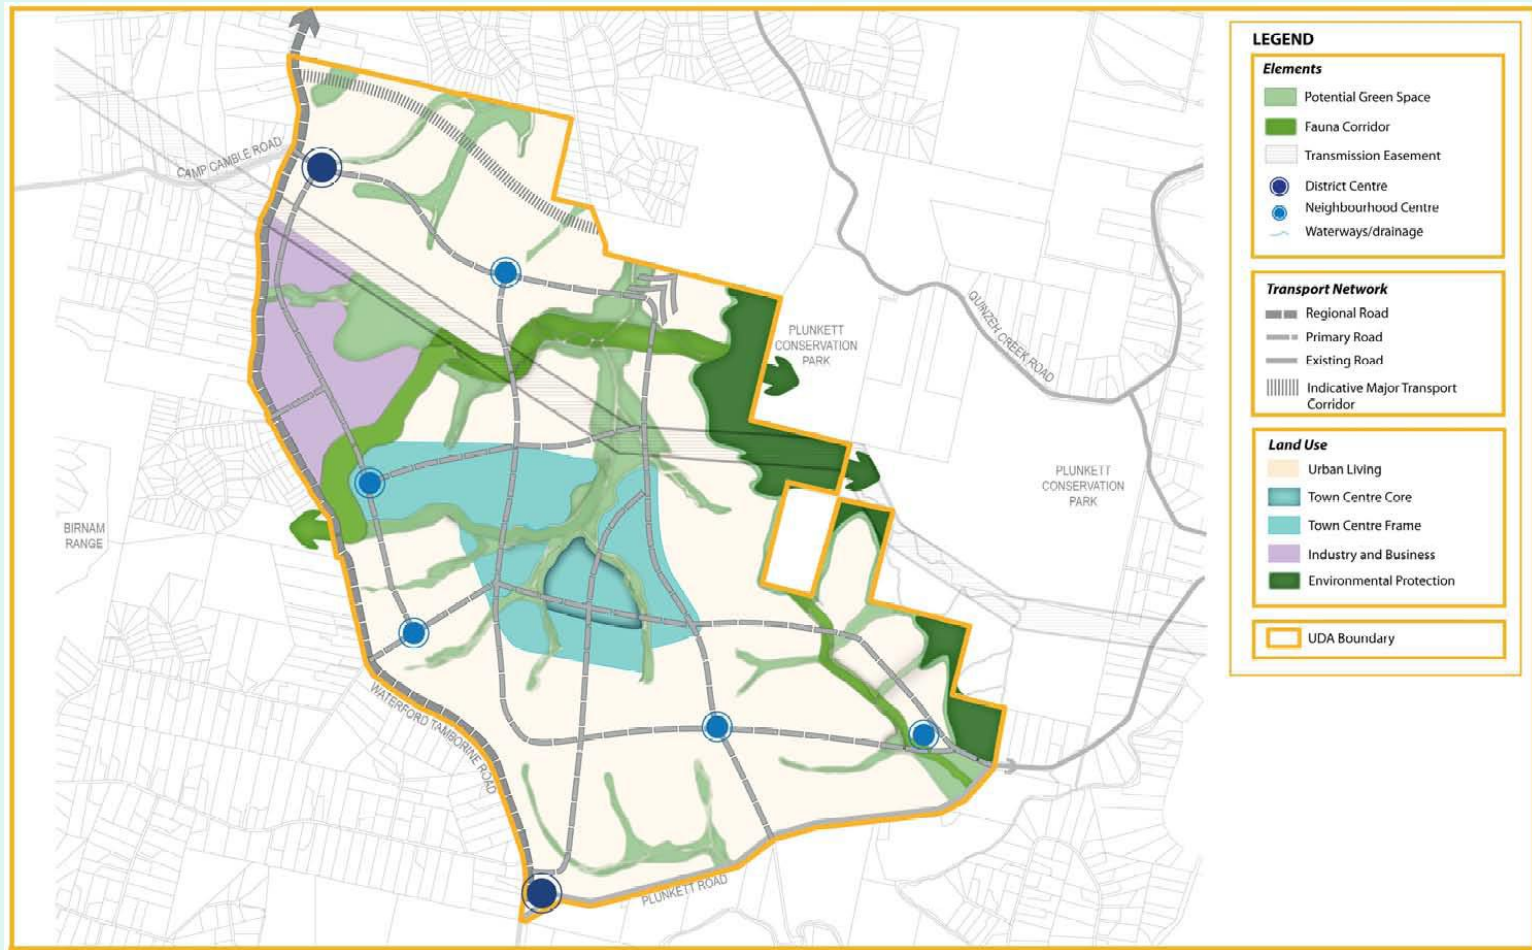 CAMP CAMBLE ROAD
PLUNKETT
CONSERVATION
PARK
QUINZEH CREEK ROAD
PLUNKETT
CONSERVATION
PARK
BIRNAM
RANGE
WATERFORD TAMBORINE ROAD
PLUNKETT ROAD
LEGEND
Elements
Potential Green Space
Fauna Corridor
Transmission Easement
District Centre
Neighbourhood Centre
Waterways/drainage
Transport Network
Regional Road
Primary Road
Existing Road
Indicative Major Transport
Corridor
Land Use
Urban Living
Town Centre Core
Town Centre Frame
Industry and Business
Environmental Protection
UDA Boundary